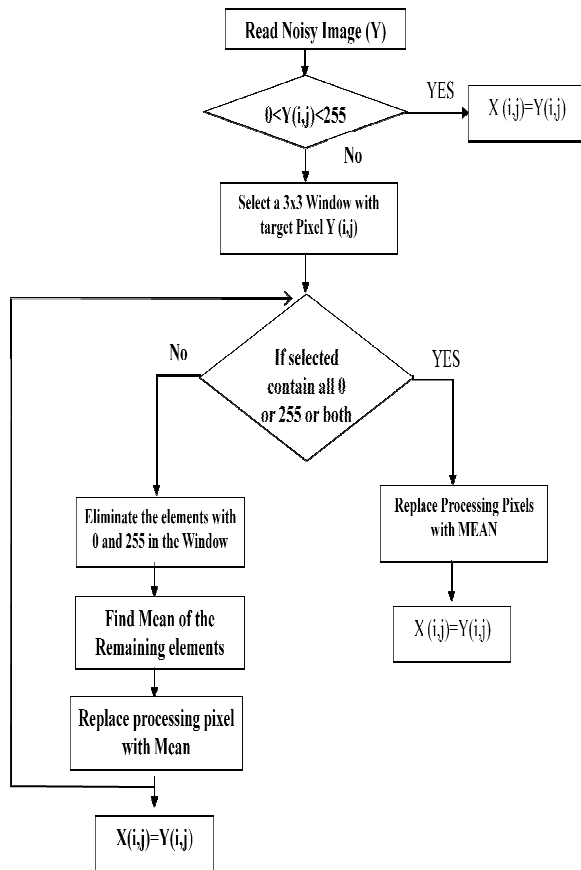 Read Noisy Image (Y)
0<Y(i,j)<255
YES
X (i,j)=Y(i,j)
No
Select a 3x3 Window with
target Pixel Y (i,j)
No
If selected
contain all 0
or 255 or both
YES
Eliminate the elements with
0 and 255 in the Window
Replace Processing Pixels
with MEAN
Find Mean of the
Remaining elements
X (i,j)=Y(i,j)
Replace processing pixel
with Mean
X(i,j)=Y(i,j)